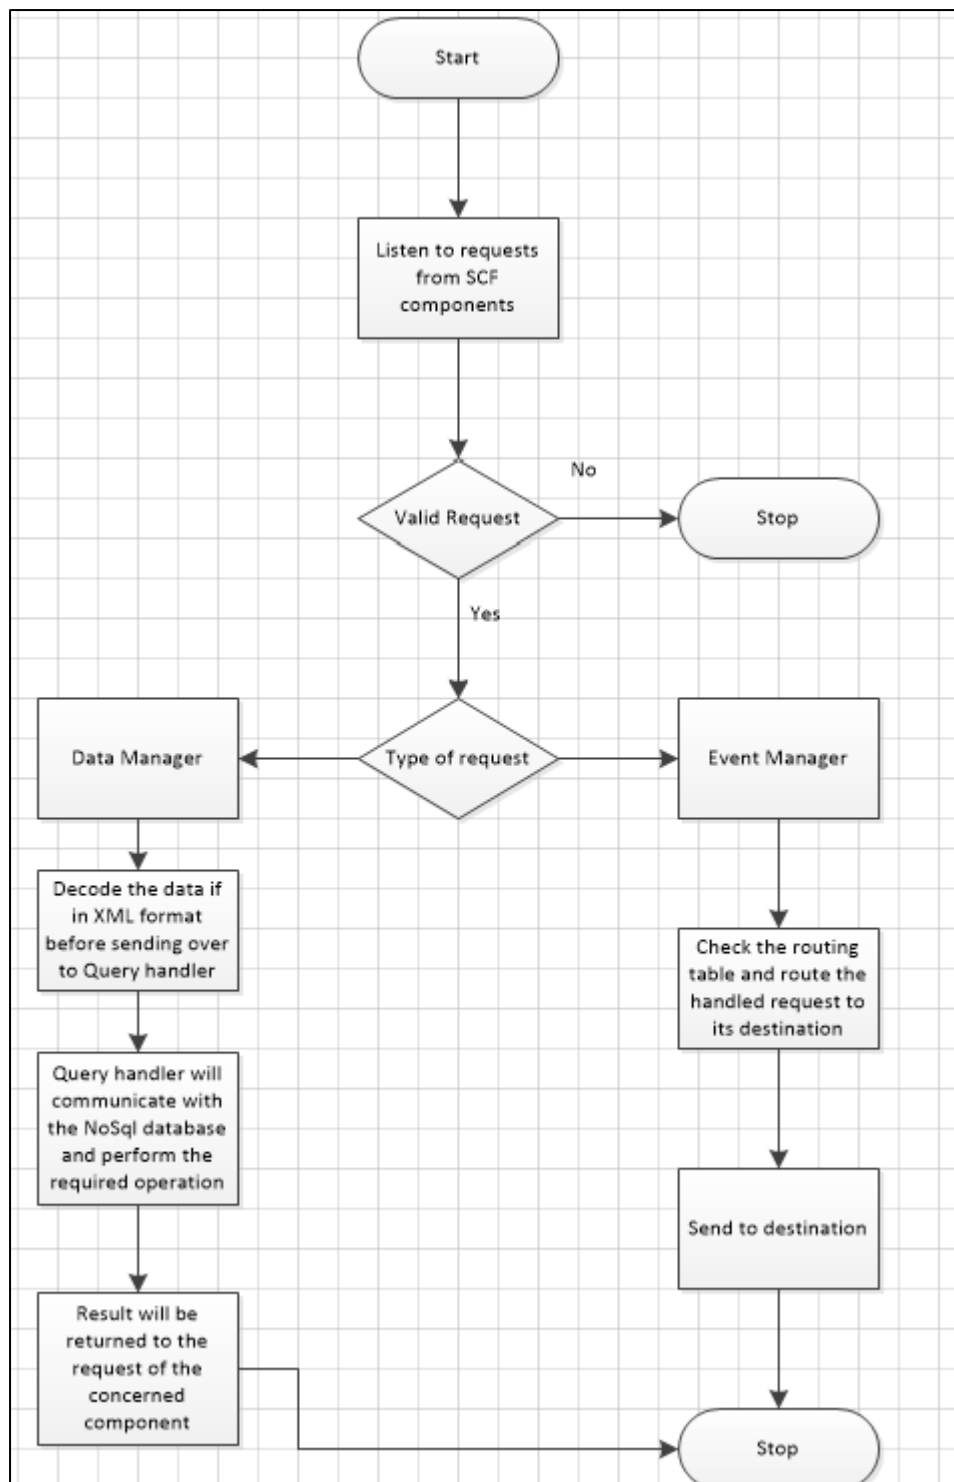 Start
Listen to requests
from SCF
components
No
Valid Request
Stop
Yes
Data Manager
Type of request
Event Manager
Decode the data if
in XML format
before sending over
to Query handler
Check the routing
table and route the
handled request to
its destination
Query handler will
communicate with
the NoSql database
and perform the
required operation
Send to destination
Result will be
returned to the
request of the
concerned
component
Stop